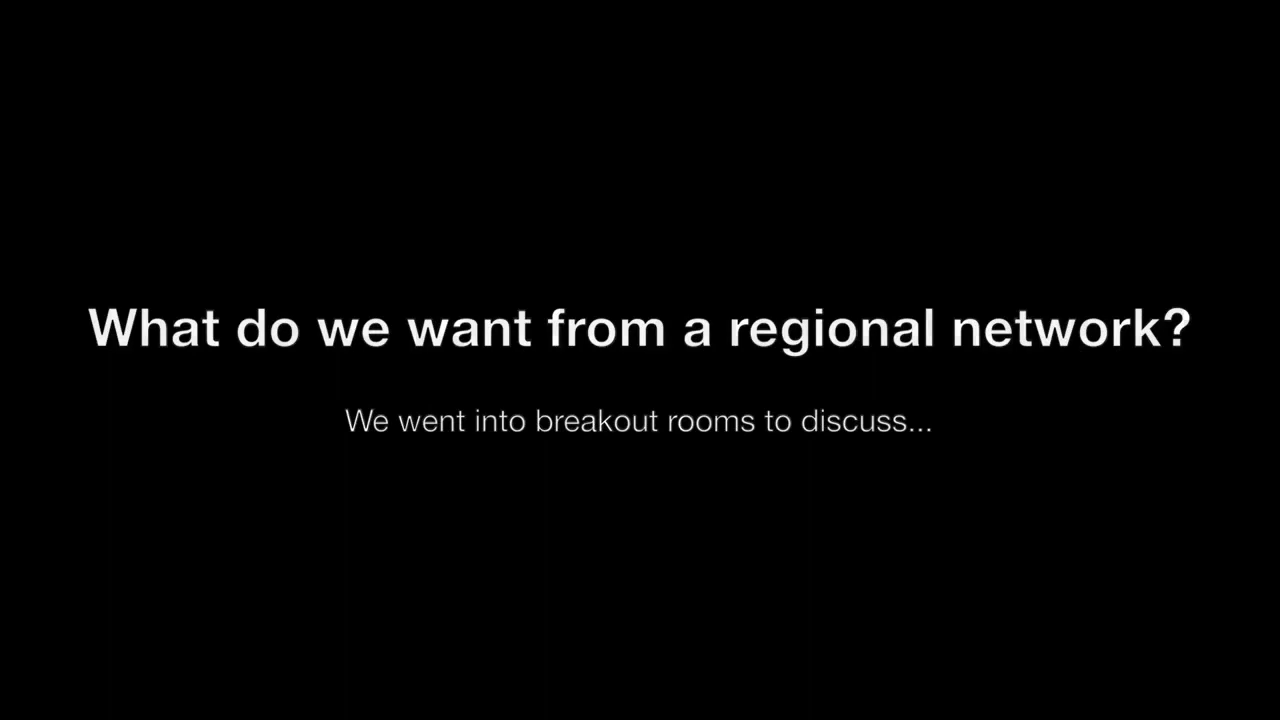 What do we want from a regional network?
We went into breakout rooms to discuss...